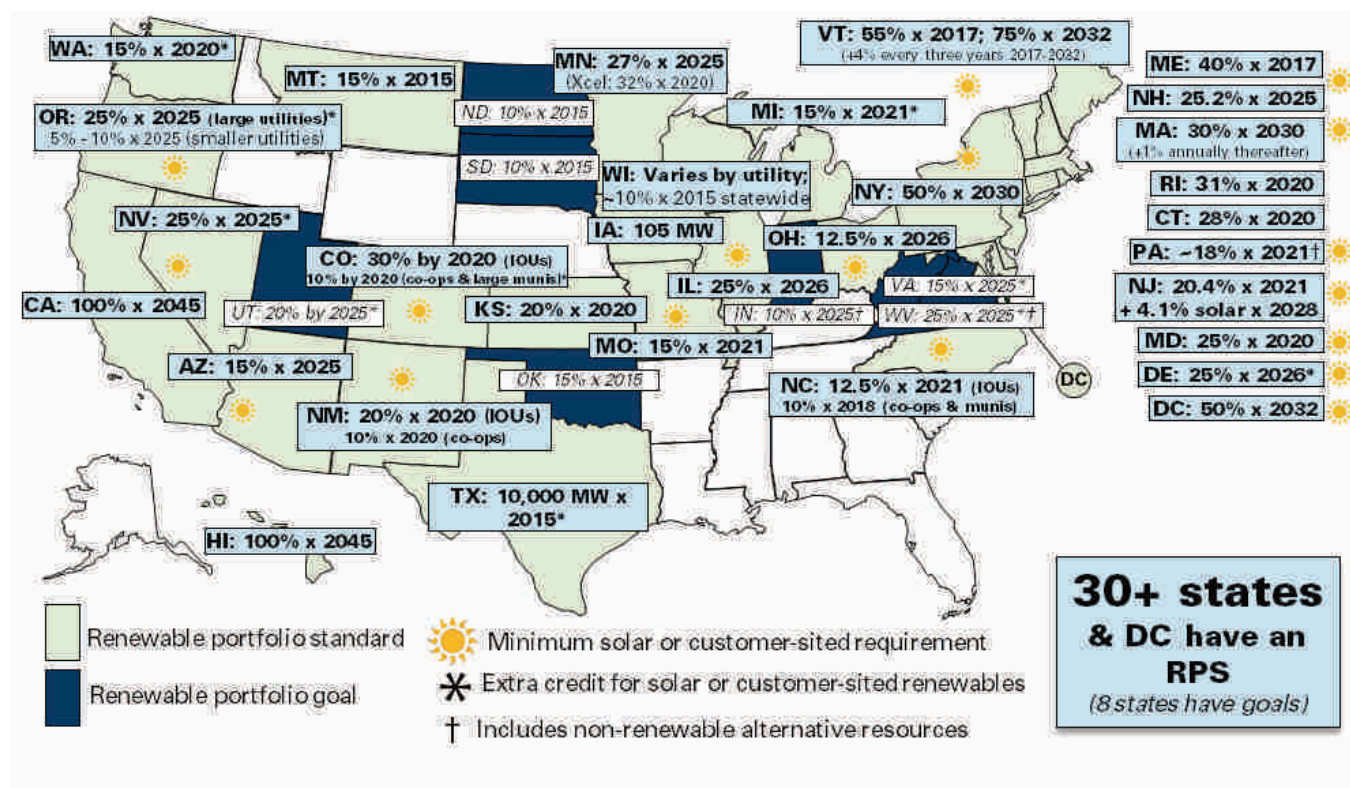 WA: 15% x 2020*
MT: 15% x 2015
MN: 27% x 2025
(Xcel: 32% x 2020)
VT: 55% x 2017; 75% x 2032
(+4% every three years 2017-2032)
ME: 40% x 2017
ND: 10% x 2015
MI: 15% x 2021*
NH: 25.2% x 2025
OR: 25% x 2025 (large utilities)*
5% - 10% x 2025 (smaller utilities)
MA: 30% x 2030
(+1% annually thereafter)
SD: 10% x 2015
WI: Varies by utility;
~10% x 2015 statewide
NY: 50% x 2030
RI: 31% x 2020
NV: 25% x 2025*
IA: 105 MW
OH: 12.5% x 2026
CT: 28% x 2020
CO: 30% by 2020 (IOUs)
10% by 2020 (co-ops & large munis)*
PA: ~18% x 2021†
CA: 100% x 2045
UT: 20% by 2025*
KS: 20% x 2020
IL: 25% x 2026
VA: 15% x 2025*
NJ: 20.4% x 2021
+ 4.1% solar x 2028
IN: 10% x 2025†
WV: 25% x 2025*†
MO: 15% x 2021
MD: 25% x 2020
AZ: 15% x 2025
OK: 15% x 2015
DC
DE: 25% x 2026*
NM: 20% x 2020 (IOUs)
10% x 2020 (co-ops)
NC: 12.5% x 2021 (IOUs)
10% x 2018 (co-ops & munis)
DC: 50% x 2032
TX: 10,000 MW x
2015*
HI: 100% x 2045
Renewable portfolio standard
Renewable portfolio goal
Minimum solar or customer-sited requirement
* Extra credit for solar or customer-sited renewables
† Includes non-renewable alternative resources
30+ states
& DC have an
RPS
(8 states have goals)